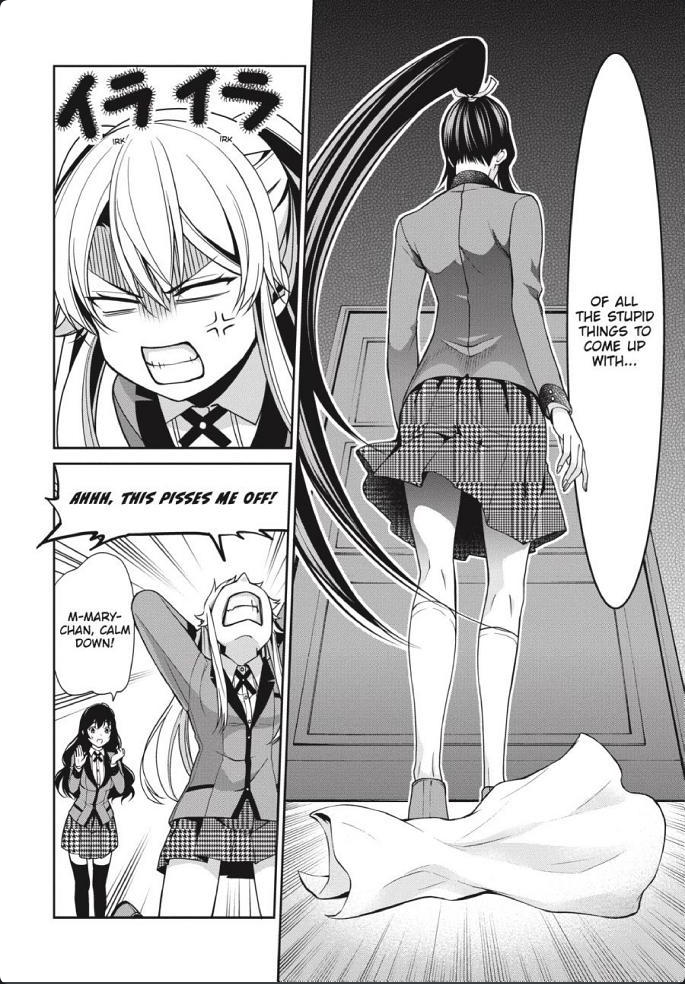 OF ALL
THE STUPID
THINGS TO
COME UP
WITH...
イライラ
IRK
IRK
AHHH, THIS PISSES ME OFF!
M-MARY-
CHAN, CALM
DOWN!